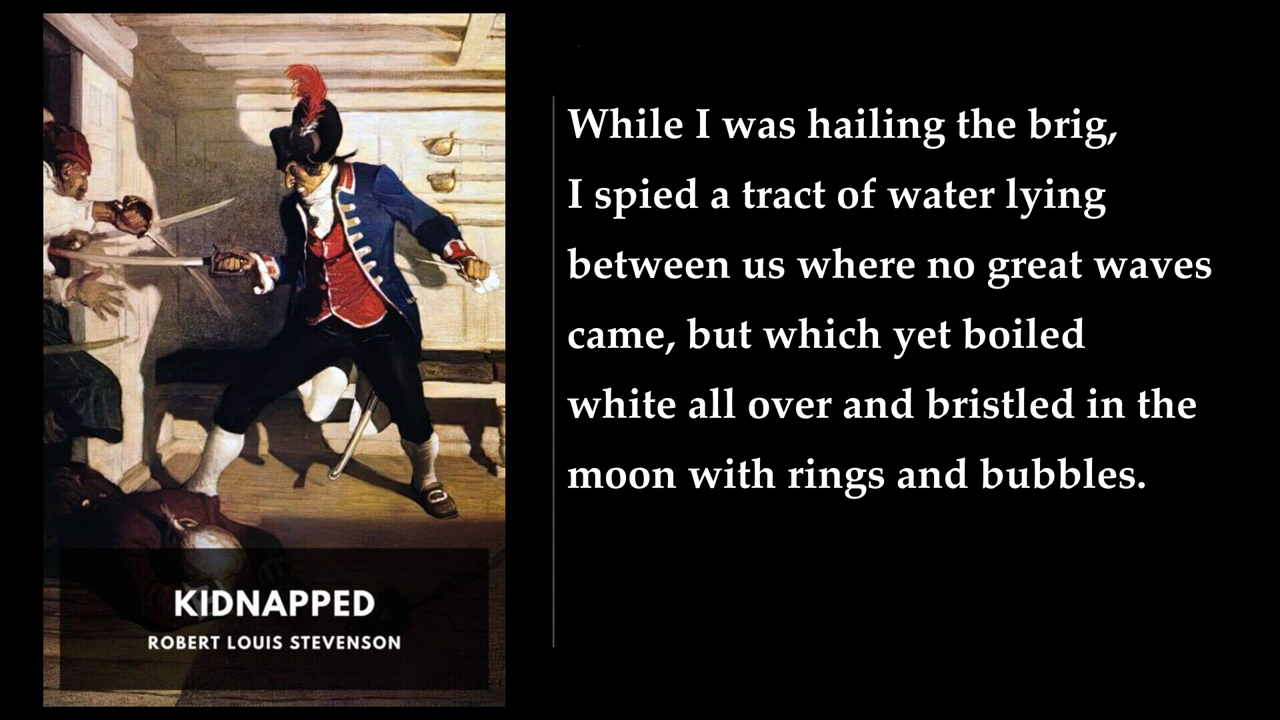 While I was hailing the brig,
I spied a tract of water lying
between us where no great waves
came, but which yet boiled
white all over and bristled in the
moon with rings and bubbles.
KIDNAPPED
ROBERT LOUIS STEVENSON